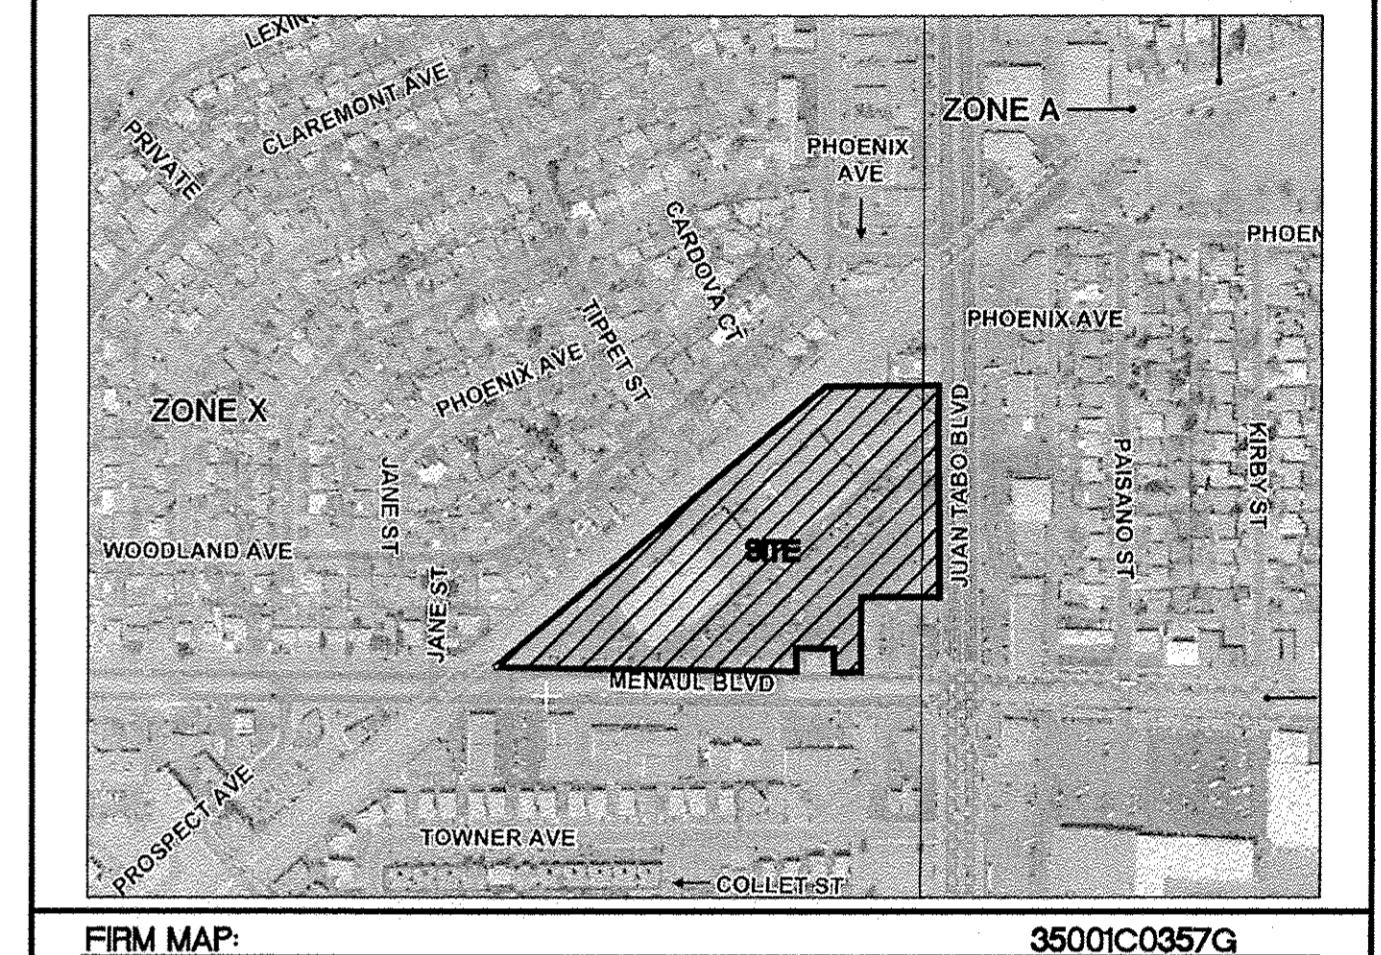 LEXIN
CLAREMONT AVE
PRIVATE
ZONE A
PHOENIX
AVE
CARDOVA CT
PHOEN
TIPPET ST
PHOENIX AVE
PHOENIX AVE
ZONE X
JUAN TABO BLVD
PAISANO ST
KIRBY ST
JANE ST
WOODLAND AVE
SITE
JANE ST
MENAUL BLVD
PROSPECT AVE
TOWNER AVE
COLLET ST
FIRM MAP: 35001C0357G